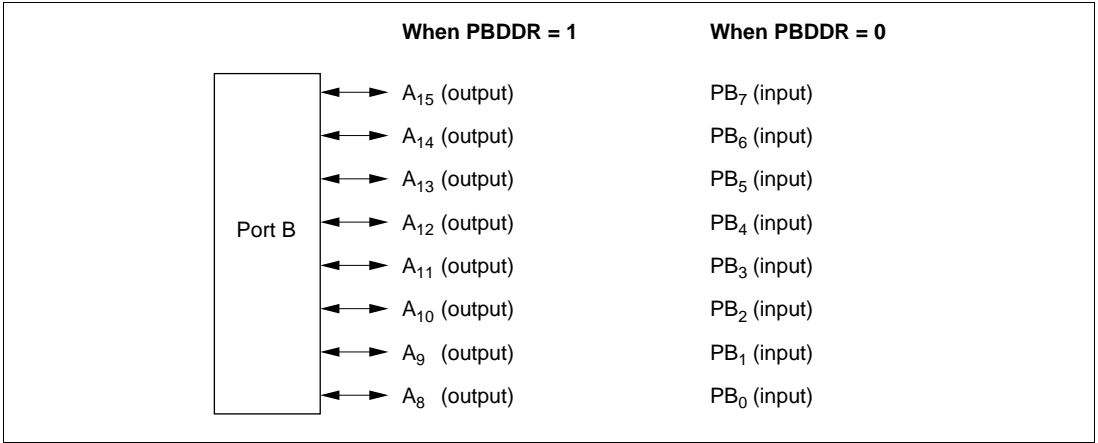 When PBDDR = 1 When PBDDR = 0
A15 (output) PB7 (input)
A14 (output) PB6 (input)
A13 (output) PB5 (input)
Port B A12 (output) PB4 (input)
A11 (output) PB3 (input)
A10 (output) PB2 (input)
A9 (output) PB1 (input)
A8 (output) PB0 (input)